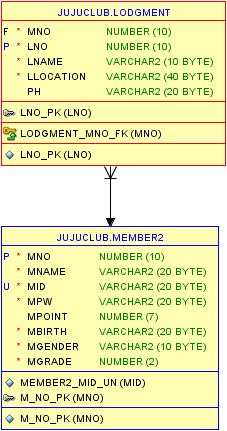 JUJUCLUB.LODGMENT
F * MNO NUMBER (10)
P * LNO NUMBER (10)
* LNAME VARCHAR2 (10 BYTE)
* LLOCATION VARCHAR2 (40 BYTE)
PH VARCHAR2 (20 BYTE)
LNO_PK (LNO)
LODGMENT_MNO_FK (MNO)
LNO_PK (LNO)
JUJUCLUB.MEMBER2
P * MNO NUMBER (10)
* MNAME VARCHAR2 (20 BYTE)
U * MID VARCHAR2 (20 BYTE)
* MPW VARCHAR2 (20 BYTE)
MPOINT NUMBER (7)
* MBIRTH VARCHAR2 (20 BYTE)
* MGENDER VARCHAR2 (10 BYTE)
* MGRADE NUMBER (2)
MEMBER2_MID_UN (MID)
M_NO_PK (MNO)
M_NO_PK (MNO)